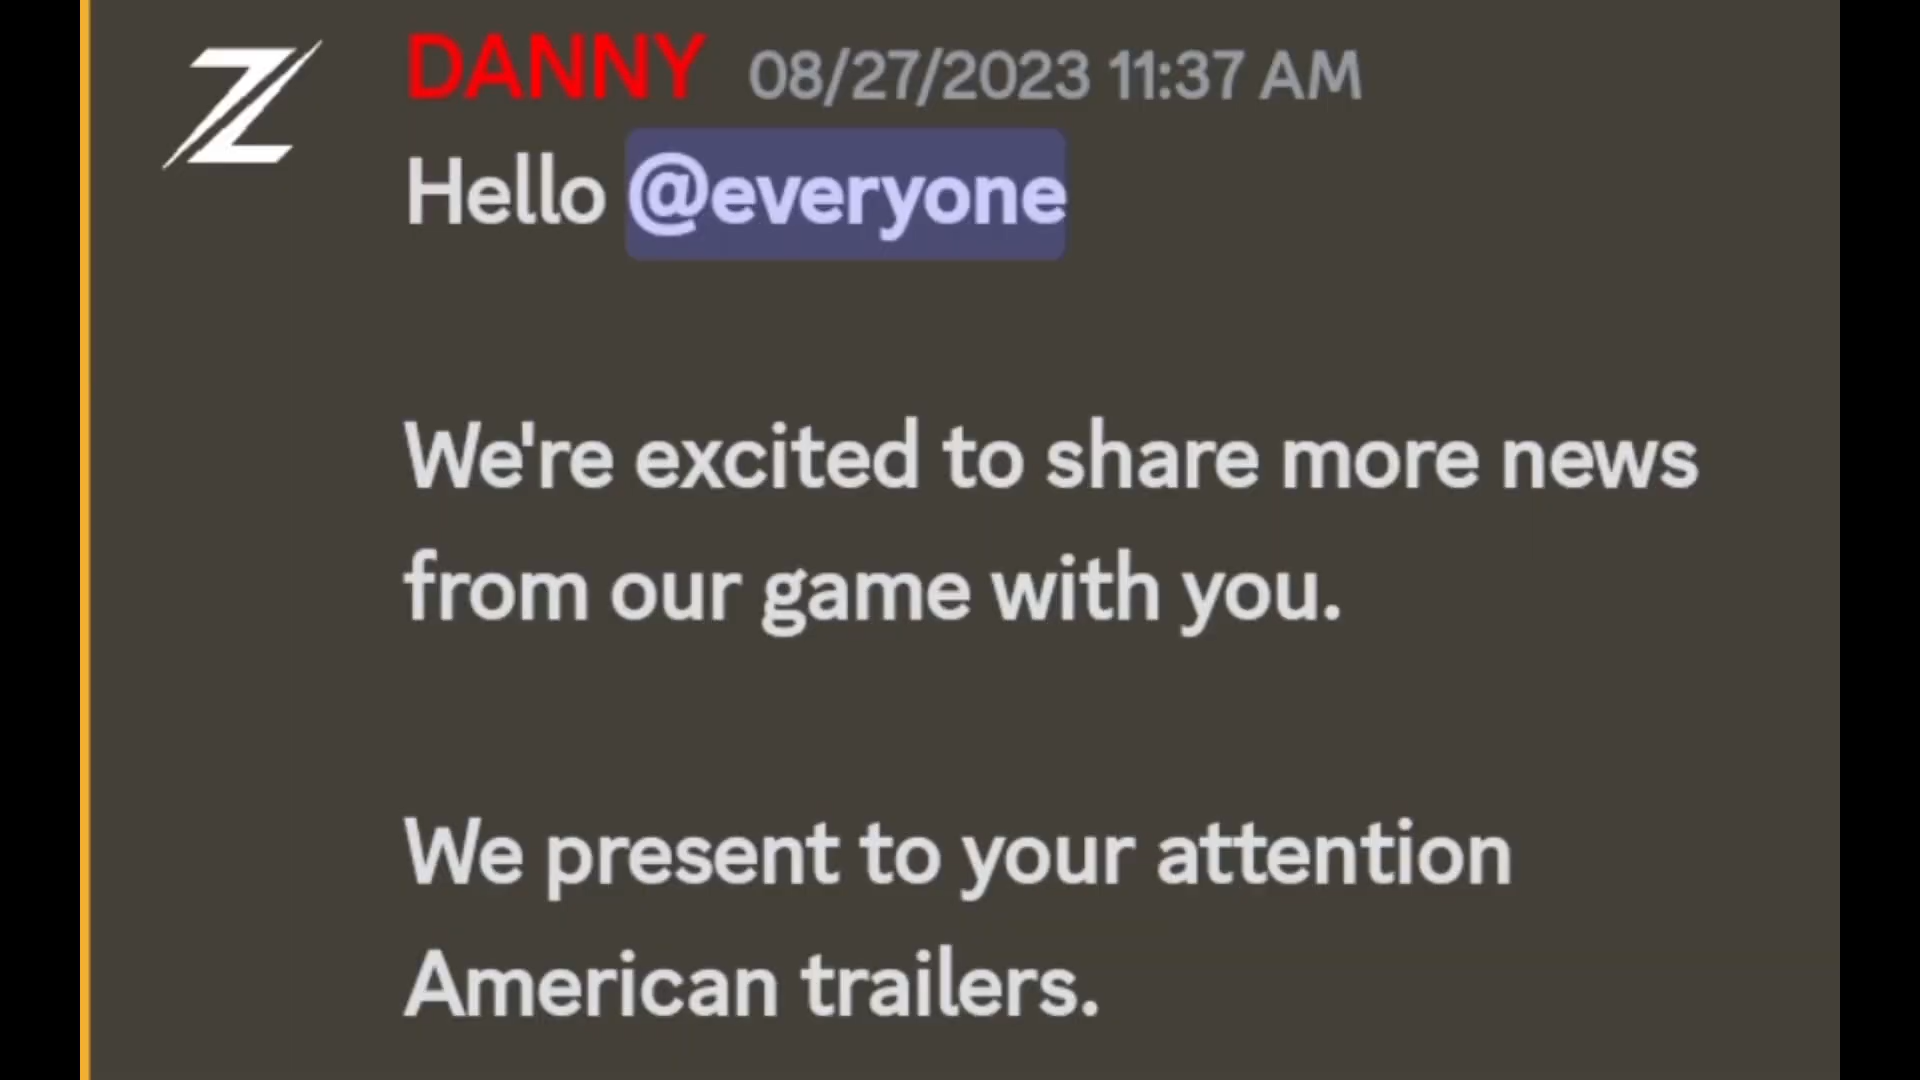 DANNY 08/27/2023 11:37 AM
Hello @everyone
We're excited to share more news
from our game with you.
We present to your attention
American trailers.